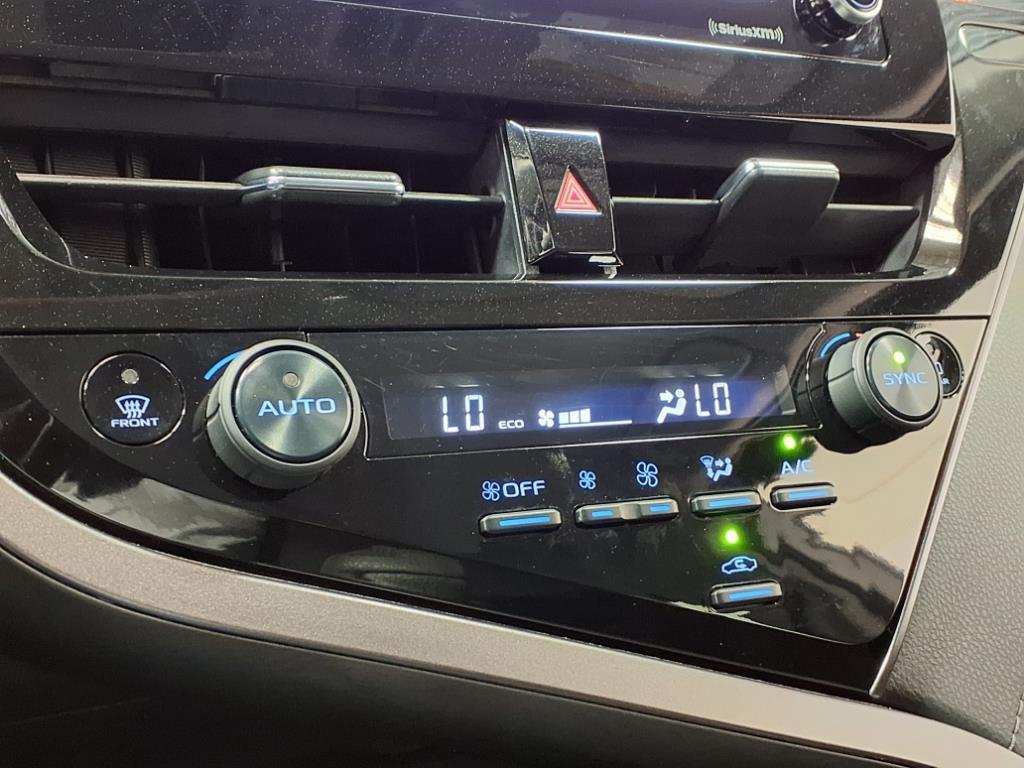 SiriusXM
FRONT
AUTO
LO ECO LO
SYNC
OFF
A/C